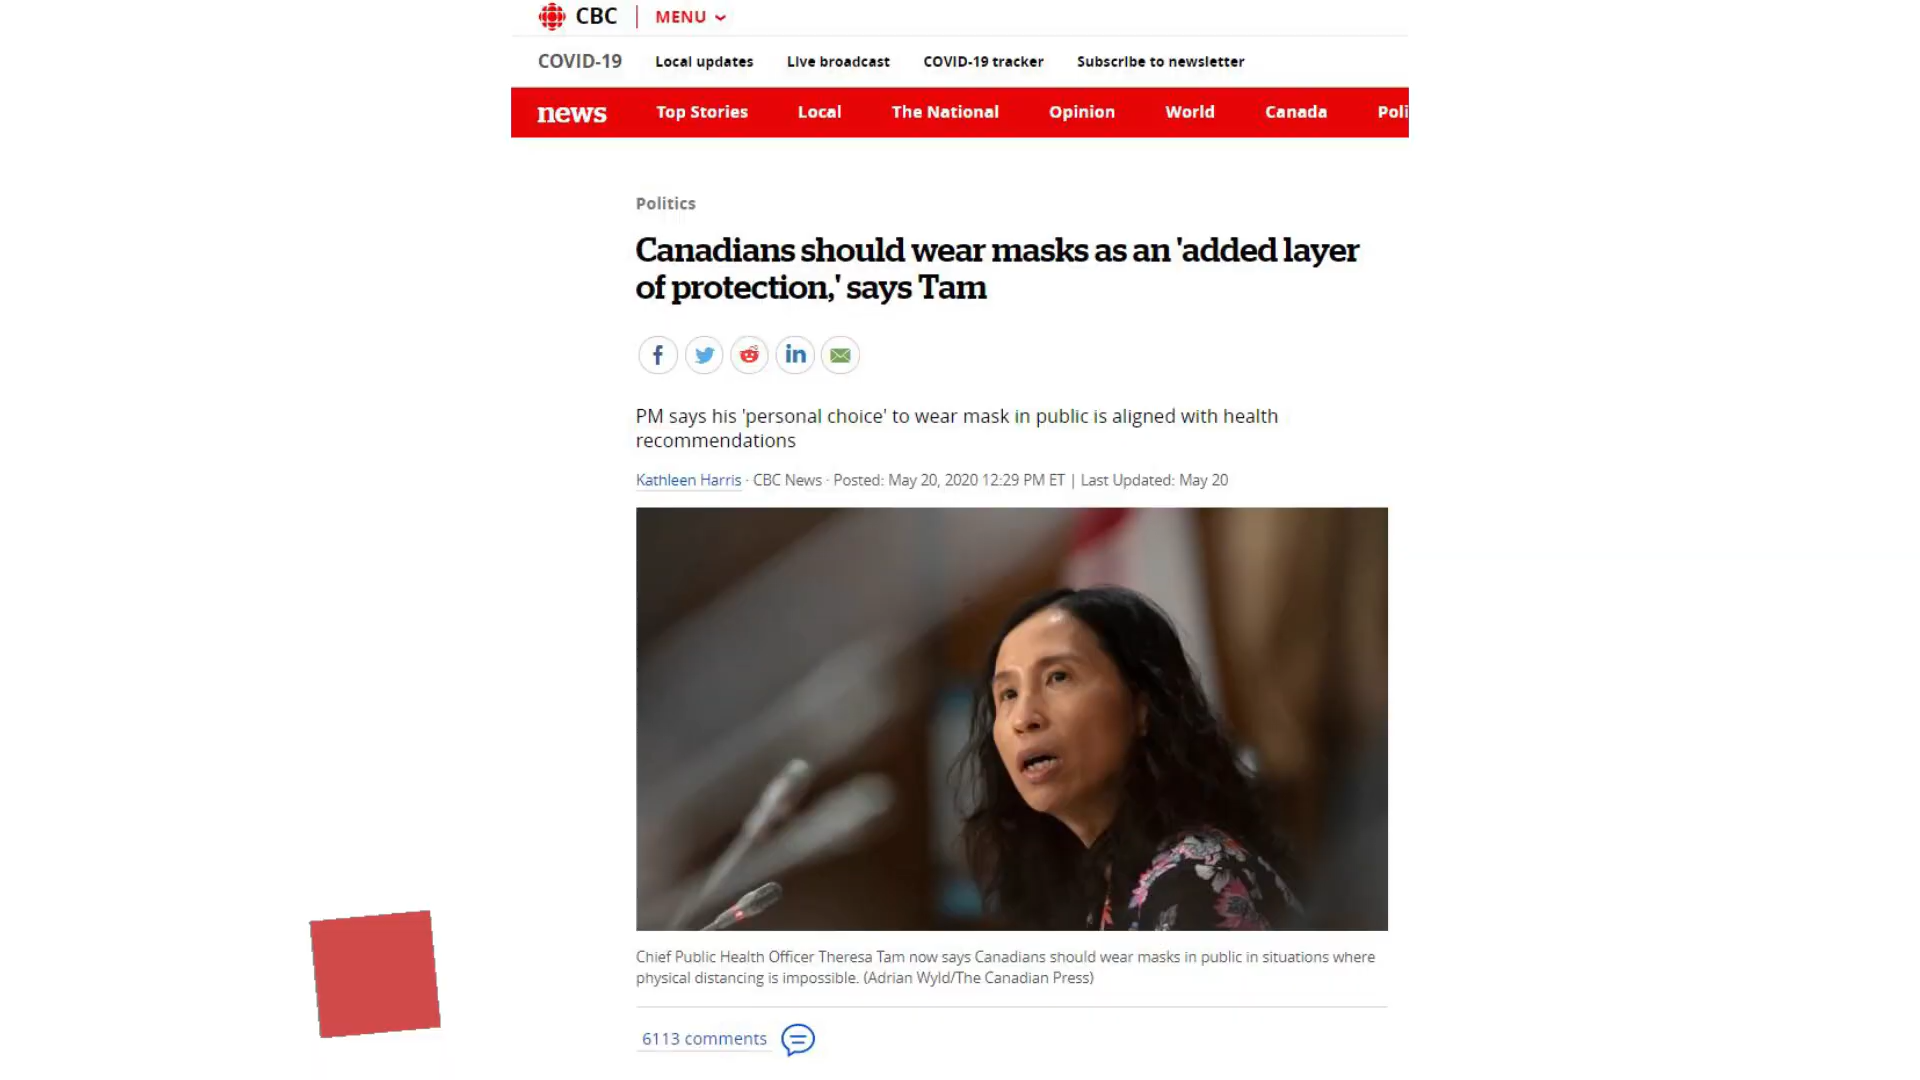 CBC MENU
COVID-19 Local updates Live broadcast COVID-19 tracker Subscribe to newsletter
news Top Stories Local The National Opinion World Canada Poli
Politics
Canadians should wear masks as an 'added layer
of protection,' says Tam
PM says his 'personal choice' to wear mask in public is aligned with health
recommendations
Kathleen Harris · CBC News · Posted: May 20, 2020 12:29 PM ET | Last Updated: May 20
Chief Public Health Officer Theresa Tam now says Canadians should wear masks in public in situations where
physical distancing is impossible. (Adrian Wyld/The Canadian Press)
6113 comments